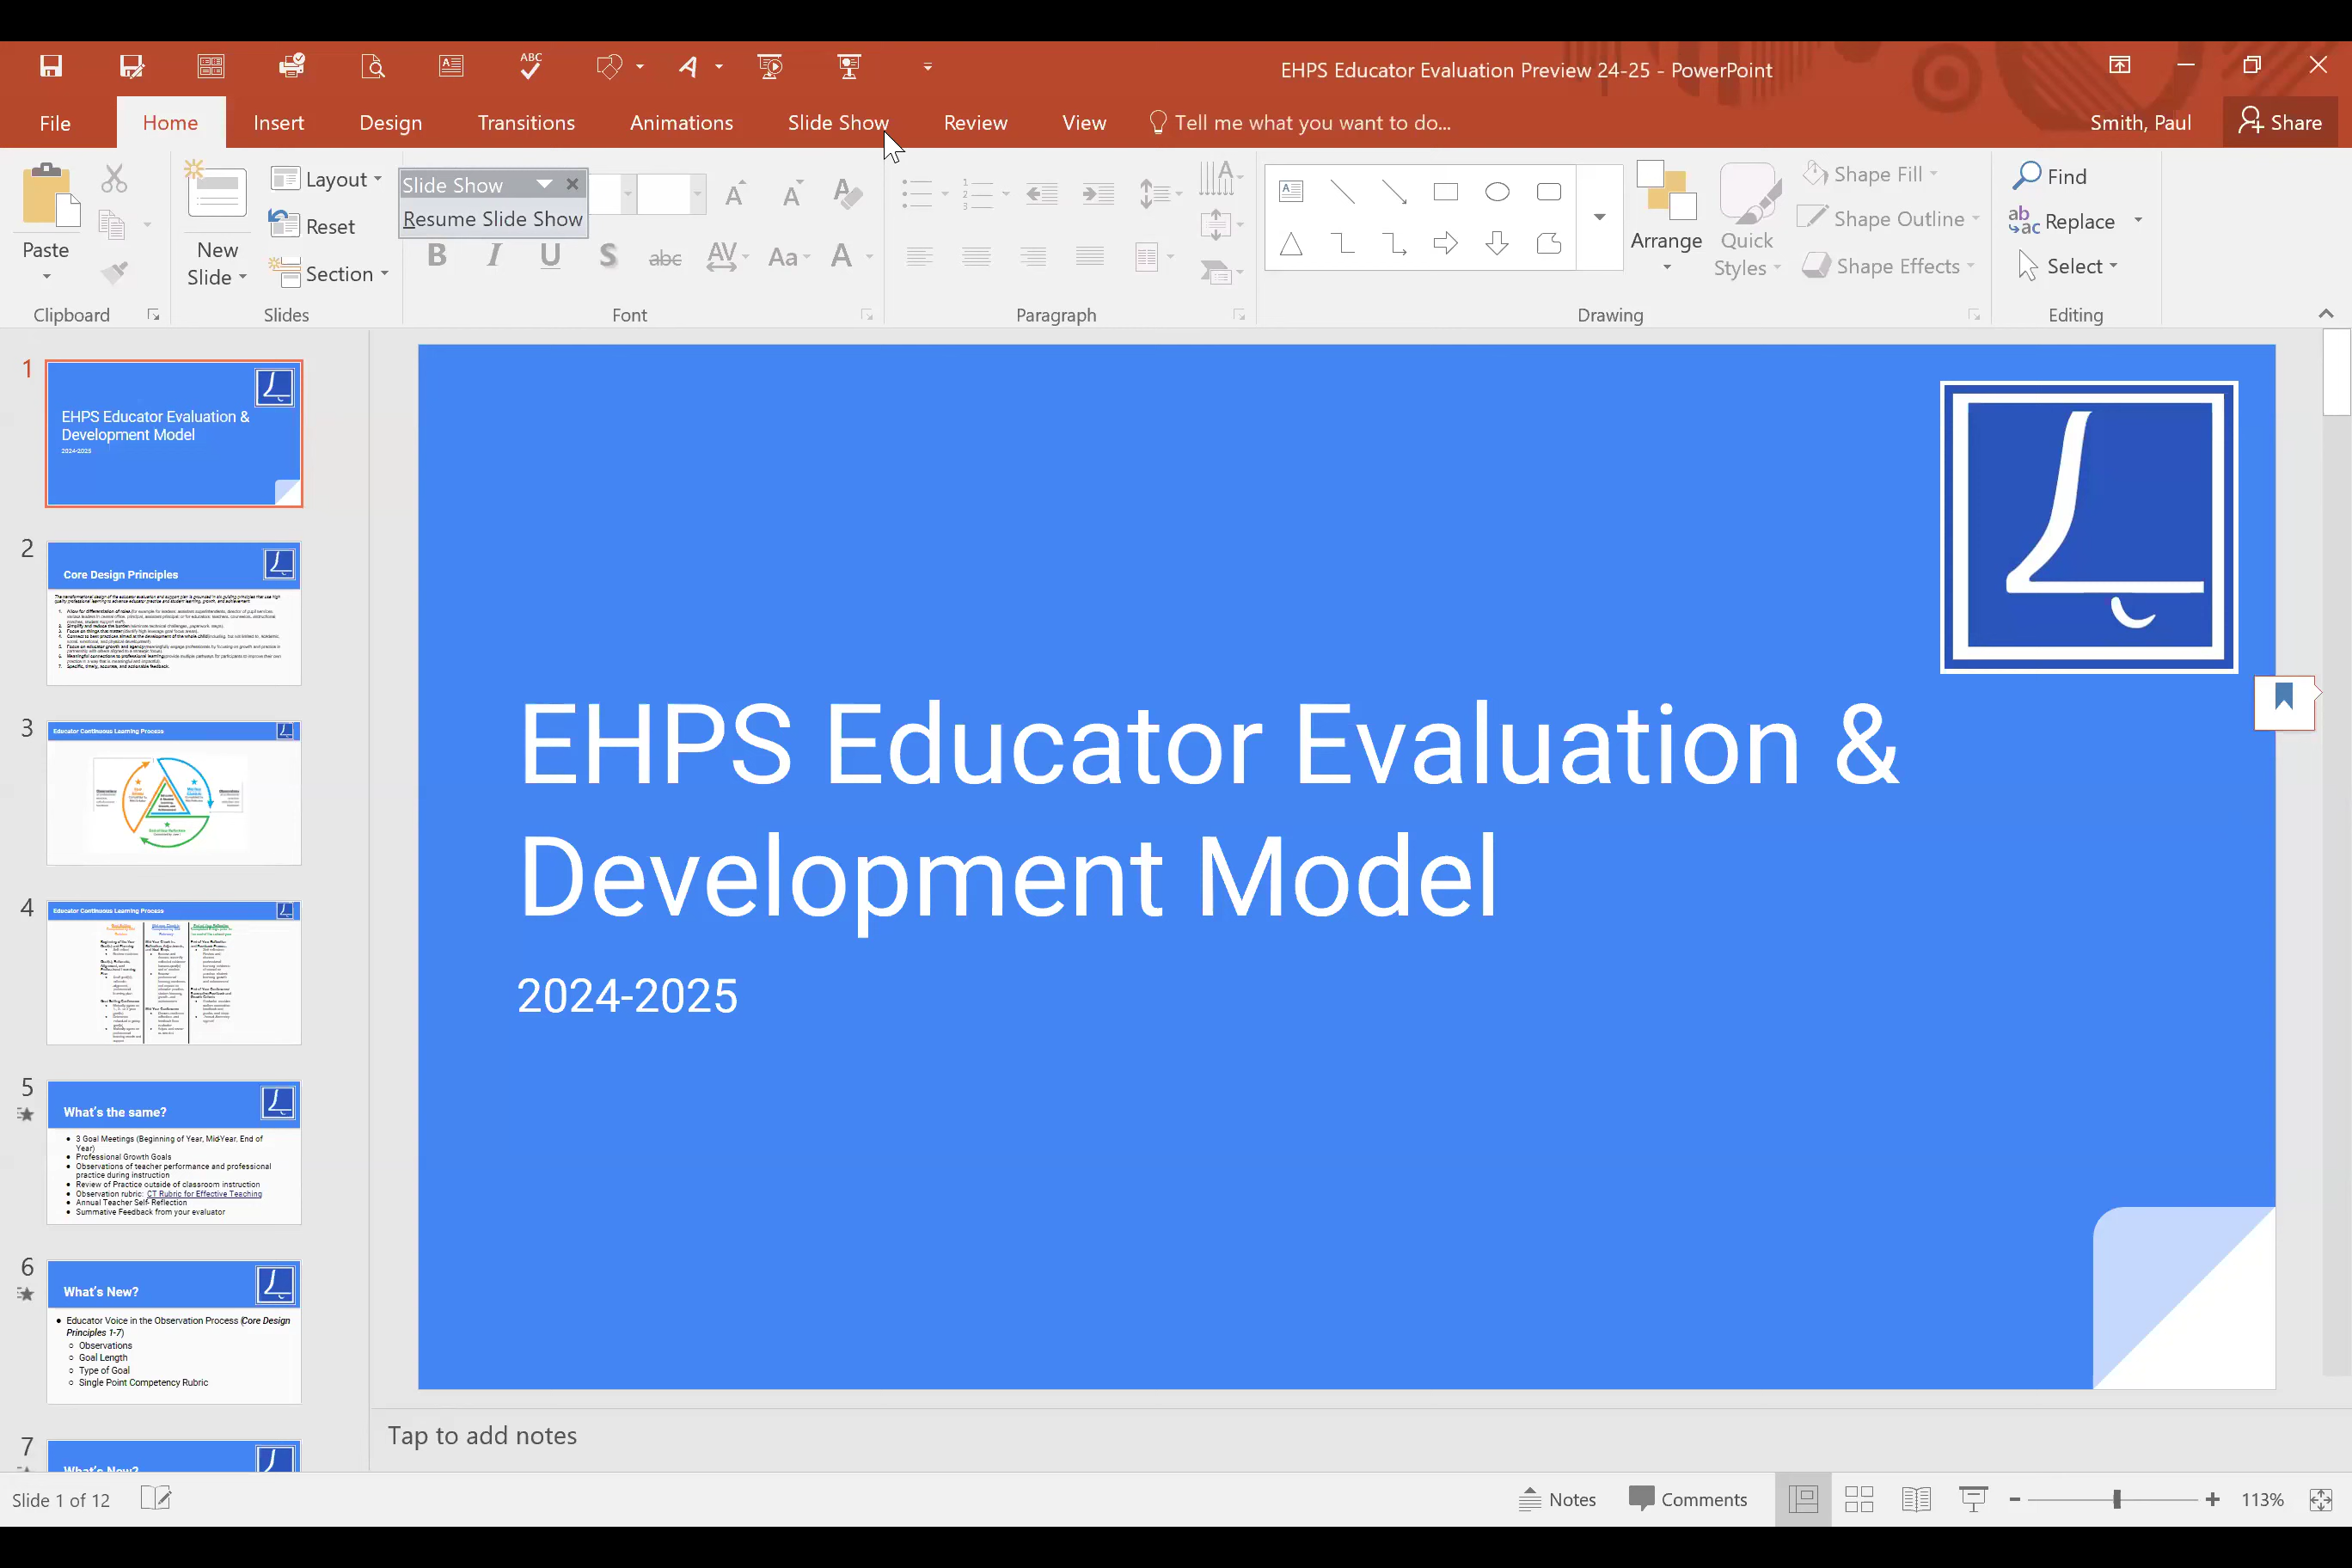 EHPS Educator Evaluation Preview 24-25 - PowerPoint
File Home Insert Design Transitions Animations Slide Show Review View Tell me what you want to do... Smith, Paul Share
Paste
Clipboard
New
Slide
Layout
Reset
Section
Slides
Slide Show
Resume Slide Show
B I U S abc AV Aa A
Font
Paragraph
Arrange
Quick
Styles
Shape Fill
Shape Outline
Shape Effects
Drawing
Find
Replace
Select
Editing
1
EHPS Educator Evaluation &
Development Model
2024-2025
2
Core Design Principles
3
Educator Continuous Learning Process
4
Educator Continuous Learning Process
5
What's the same?
● 3 Goal Meetings (Beginning of Year, Mid-Year, End of
Year)
● Professional Growth Goals
● Observations of teacher performance and professional
practice during instruction
● Review of Practice outside of classroom instruction
● Observation rubric: CT Rubric for Effective Teaching
● Annual Teacher Self-Reflection
● Summative Feedback from your evaluator
6
What's New?
● Educator Voice in the Observation Process (Core Design
Principles 1-7)
○ Observations
○ Goal Length
○ Type of Goal
○ Single Point Competency Rubric
7
What's New?
EHPS Educator Evaluation &
Development Model
2024-2025
Tap to add notes
Slide 1 of 12
Notes
Comments
113%